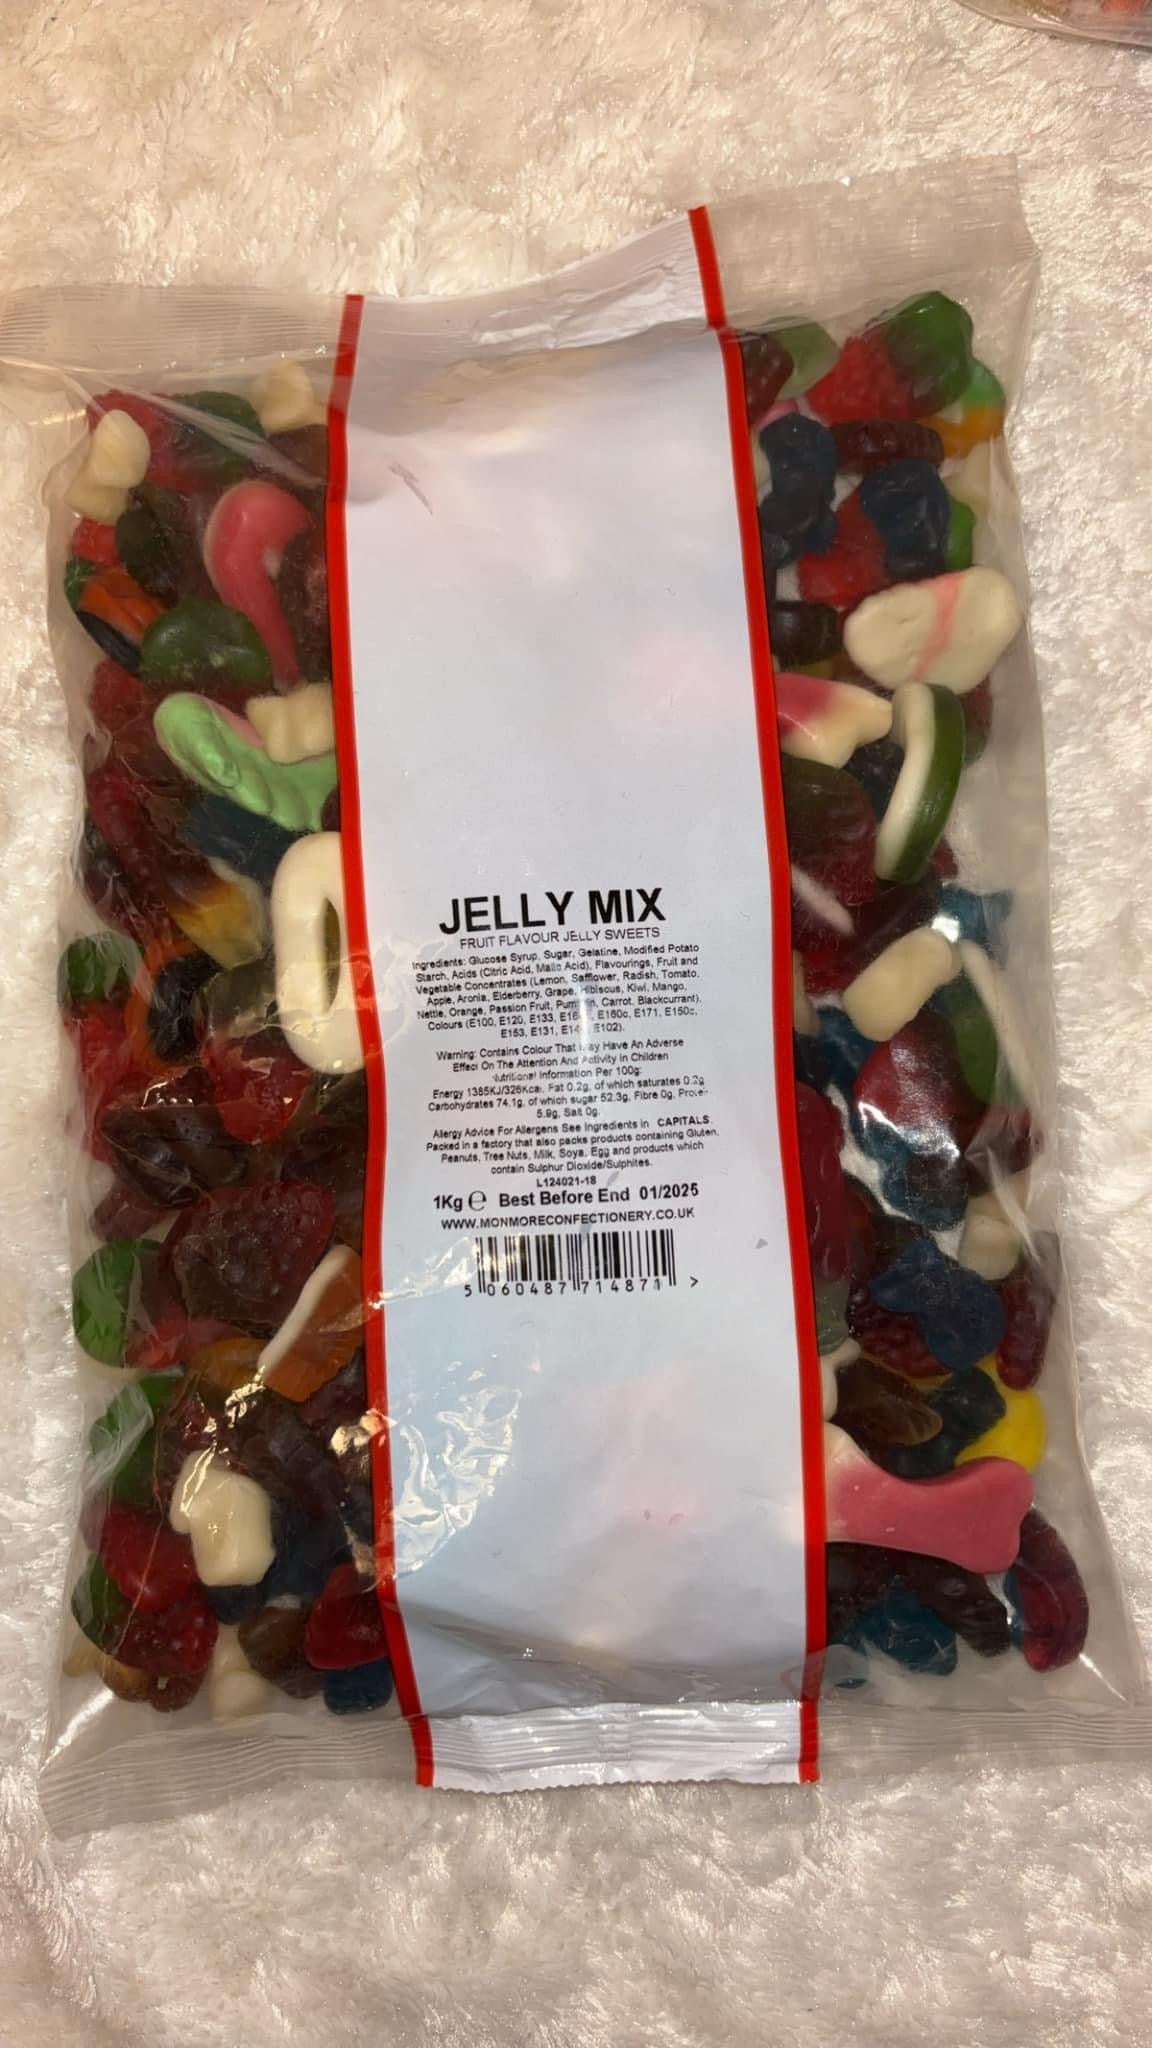 JELLY MIX
FRUIT FLAVOUR JELLY SWEETS
Ingredients: Glucose Syrup, Sugar, Gelatine, Modified Potato
Starch, Acids (Citric Acid, Malic Acid), Flavourings, Fruit and
Vegetable Concentrates (Lemon, Safflower, Radish, Tomato,
Apple, Aronia, Elderberry, Grape, Hibiscus, Kiwi, Mango,
Nettle, Orange, Passion Fruit, Pumpkin, Carrot, Blackcurrant),
Colours (E100, E120, E133, E160c, E171, E150c,
E153, E131, E102).
Warning: Contains Colour That May Have An Adverse
Effect On The Attention And Activity in Children
Nutritional Information Per 100g:
Energy 1385KJ/326Kcal, Fat 0.2g, of which saturates 0.2g
Carbohydrates 74.1g, of which sugar 52.3g, Fibre 0g, Protein
5.9g, Salt 0g.
Allergy Advice For Allergens See Ingredients in CAPITALS.
Packed in a factory that also packs products containing Gluten,
Peanuts, Tree Nuts, Milk, Soya, Egg and products which
contain Sulphur Dioxide/Sulphites.
L124021-18
1Kg ℮ Best Before End 01/2025
WWW.MONMORECONFECTIONERY.CO.UK
5 060487 714871 >